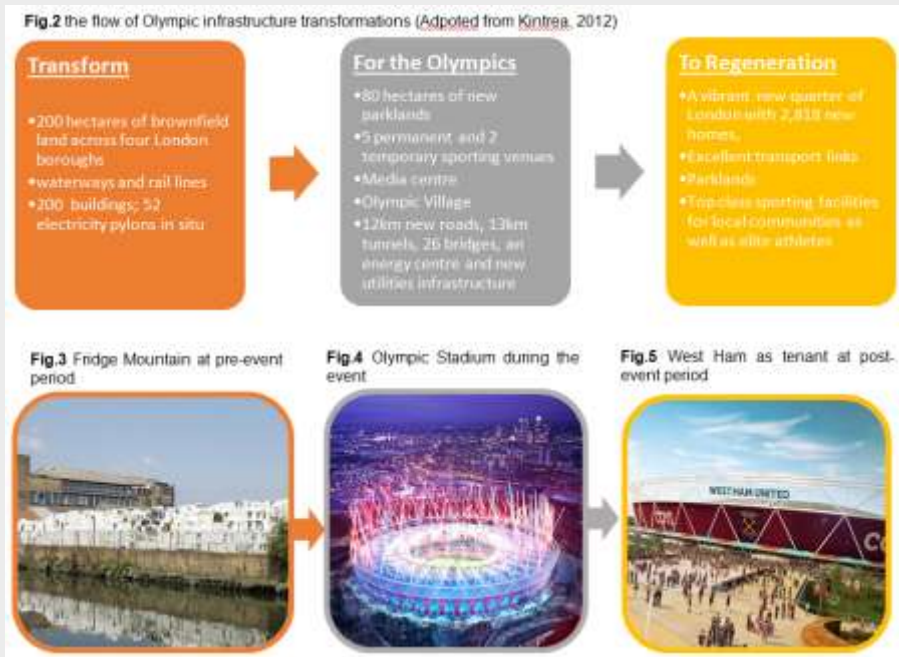 Fig.2 the flow of Olympic infrastructure transformations (Adpoted from Kintrea, 2012)
Transform
•200 hectares of brownfield
land across four London
boroughs
•waterways and rail lines
•200 buildings; 52
electricity pylons in situ
For the Olympics
•80 hectares of new
parklands
•5 permanent and 2
temporary sporting venues
•Media centre
•Olympic Village
•12km new roads, 13km
tunnels, 26 bridges, an
energy centre and new
utilities infrastructure
To Regeneration
•A vibrant new quarter of
London with 2,818 new
homes,
•Excellent transport links
•Parklands
•Top class sporting facilities
for local communities as
well as elite athletes
Fig.3 Fridge Mountain at pre-event
period
Fig.4 Olympic Stadium during the
event
Fig.5 West Ham as tenant at post-
event period
WEST HAM UNITED